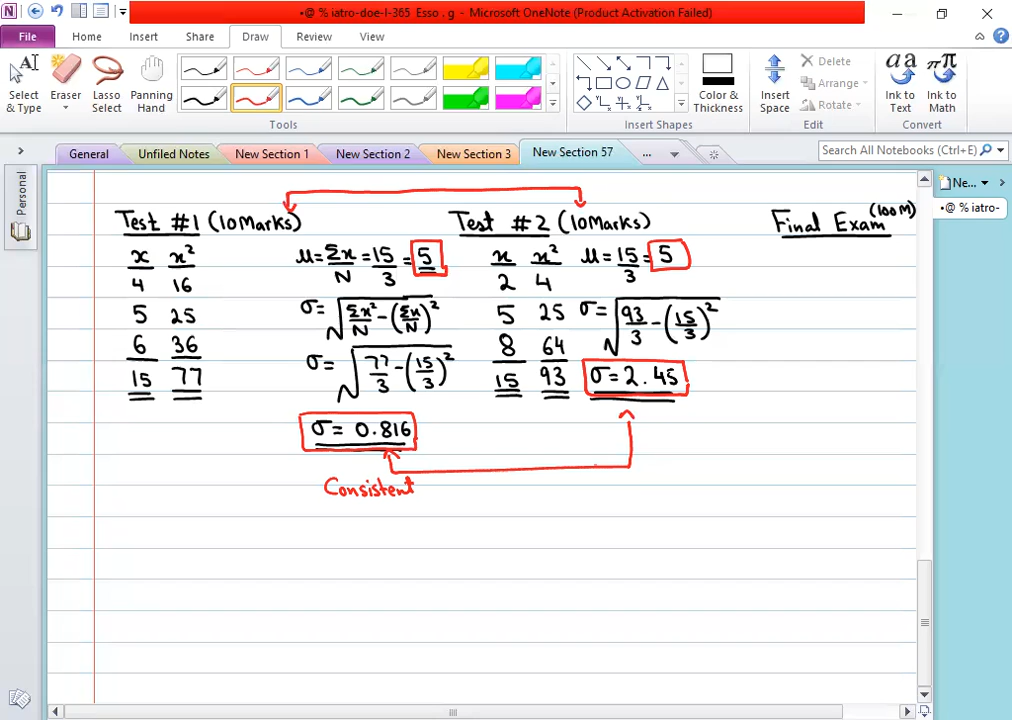 •@ % iatro-doe-l-365 Esso . g - Microsoft OneNote (Product Activation Failed)
File Home Insert Share Draw Review View
Select & Type
Eraser
Lasso Select
Panning Hand
Color & Thickness
Insert Space
Delete
Arrange
Rotate
Ink to Text
Ink to Math
Tools Insert Shapes Edit Convert
General Unfiled Notes New Section 1 New Section 2 New Section 3 New Section 57 ... Search All Notebooks (Ctrl+E)
Personal
Ne...
•@ % iatro-
Test #1 (10Marks)
x x²
4 16
5 25
6 36
15 77
μ = Σx/N = 15/3 = 5
σ = √(Σx²/N - (Σx/N)²)
σ = √(77/3 - (15/3)²)
σ = 0.816
Consistent
Test #2 (10Marks)
x x²
2 4
5 25
8 64
15 93
μ = 15/3 = 5
σ = √(93/3 - (15/3)²)
σ = 2.45
Final Exam (100M)